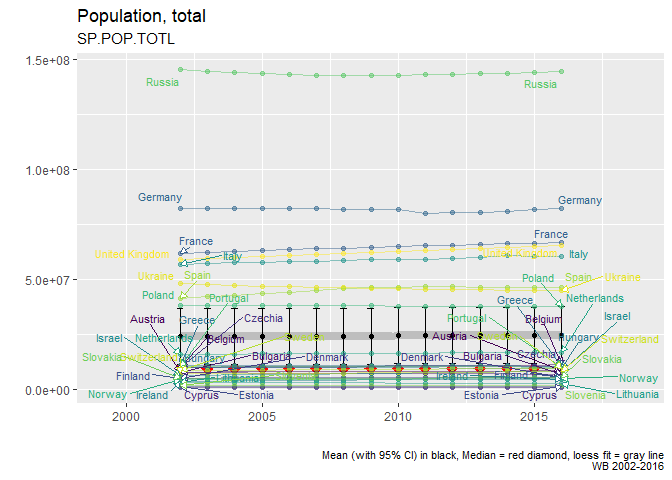 Population, total
SP.POP.TOTL
1.5e+08
Russia
Russia
1.0e+08
Germany
Germany
France
France
United Kingdom
United Kingdom
Italy
Italy
Ukraine
Spain
Poland
Spain
Ukraine
5.0e+07
Poland
Portugal
Netherlands
Greece
Austria
Greece
Czechia
Portugal
Belgium
Israel
Israel
Netherlands
Belgium
Austria
Hungary
Switzerland
Slovakia
Switzerland
Hungary
Bulgaria
Denmark
Denmark
Bulgaria
Czechia
Slovakia
Finland
Ireland
Finland
Norway
0.0e+00
Norway
Ireland
Cyprus
Estonia
Estonia
Cyprus
Slovenia
Lithuania
2000
2005
2010
2015
Mean (with 95% CI) in black, Median = red diamond, loess fit = gray line
WB 2002-2016